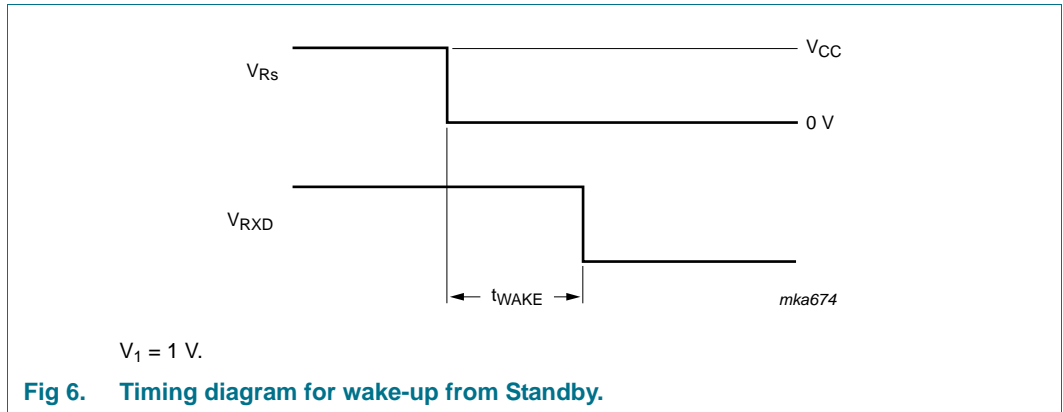 V_CC
V_Rs
0 V
V_RXD
t_WAKE
mka674
V_1 = 1 V.
Fig 6. Timing diagram for wake-up from Standby.